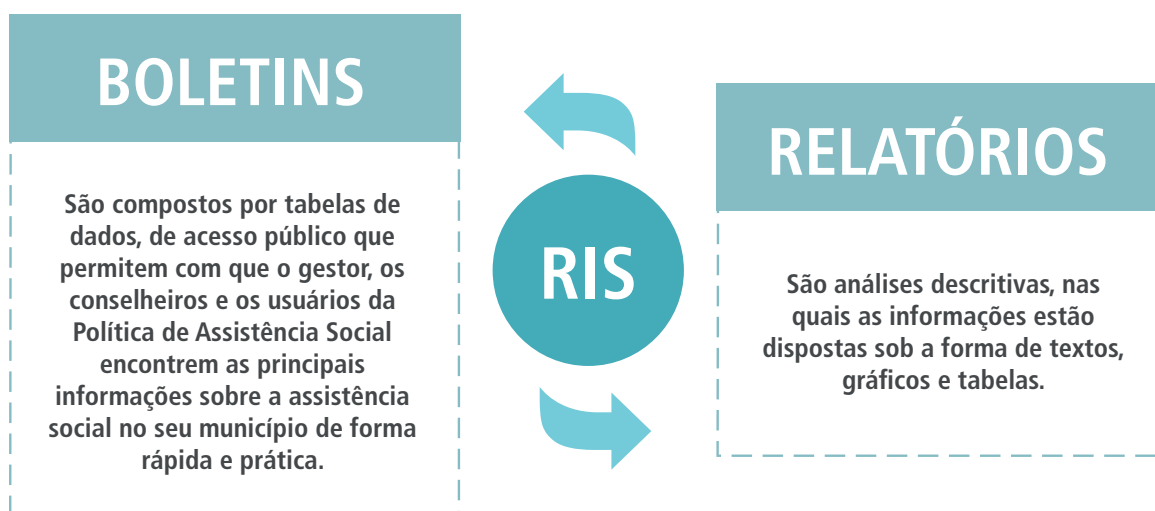 BOLETINS
São compostos por tabelas de
dados, de acesso público que
permitem com que o gestor, os
conselheiros e os usuários da
Política de Assistência Social
encontrem as principais
informações sobre a assistência
social no seu município de forma
rápida e prática.
RIS
RELATÓRIOS
São análises descritivas, nas
quais as informações estão
dispostas sob a forma de textos,
gráficos e tabelas.